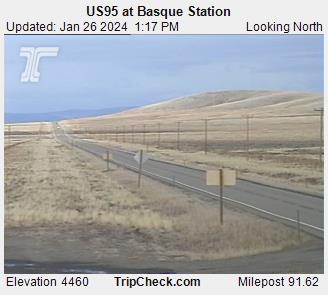 US95 at Basque Station
Updated: Jan 26 2024 1:17 PM Looking North
Elevation 4460 TripCheck.com Milepost 91.62